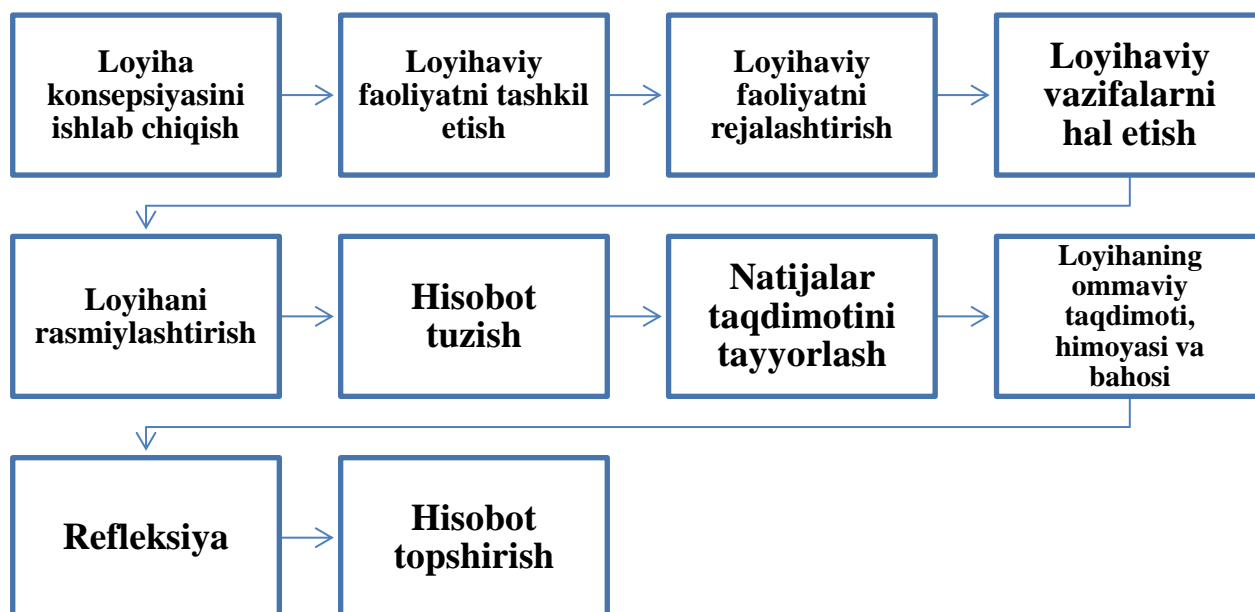 Loyiha
konsepsiyasini
ishlab chiqish
Loyihaviy
faoliyatni tashkil
etish
Loyihaviy
faoliyatni
rejalashtirish
Loyihaviy
vazifalarni
hal etish
Loyihani
rasmiylashtirish
Hisobot
tuzish
Natijalar
taqdimotini
tayyorlash
Loyihaning
ommaviy
taqdimoti,
himoyasi va
bahosi
Refleksiya
Hisobot
topshirish